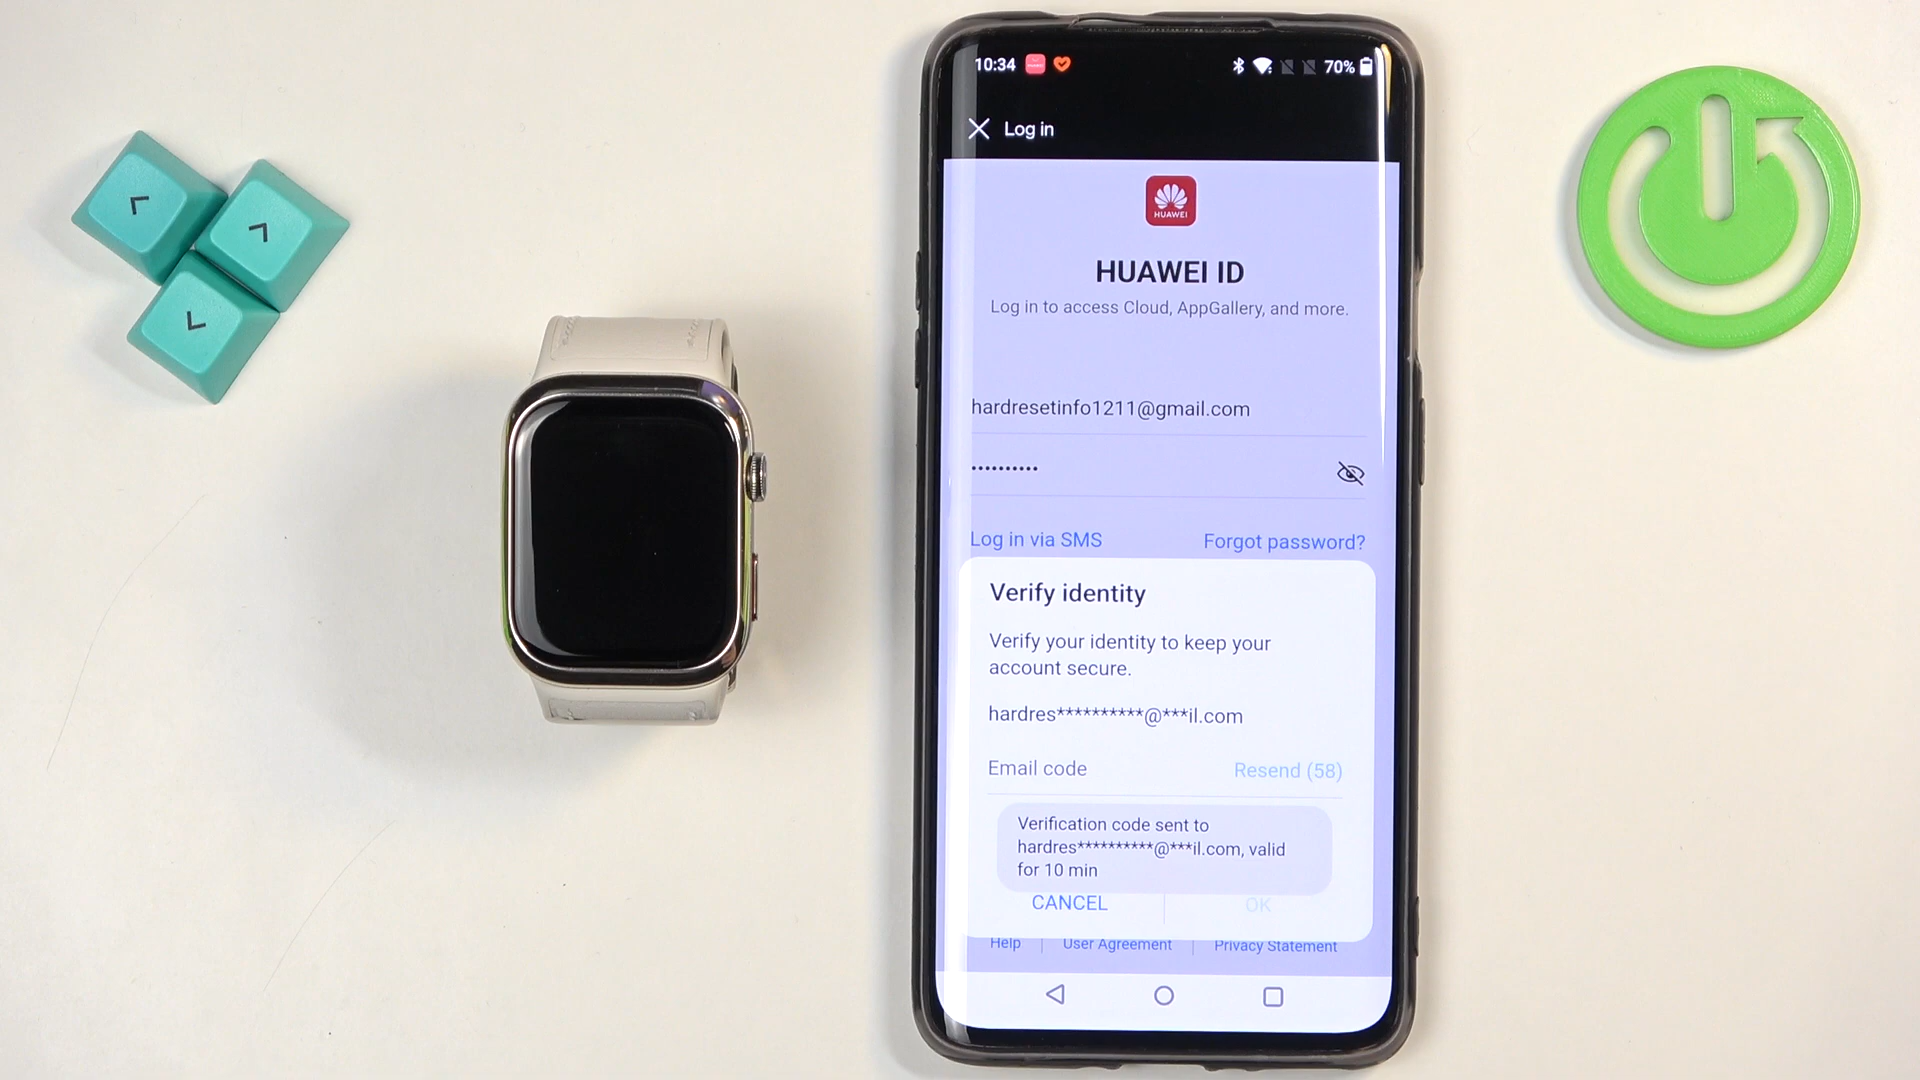 10:34
70%
Log in
HUAWEI
HUAWEI ID
Log in to access Cloud, AppGallery, and more.
hardresetinfo1211@gmail.com
••••••••••
Log in via SMS
Forgot password?
Verify identity
Verify your identity to keep your
account secure.
hardres**********@***il.com
Email code
Resend (58)
Verification code sent to
hardres**********@***il.com, valid
for 10 min
CANCEL
OK
Help
User Agreement
Privacy Statement